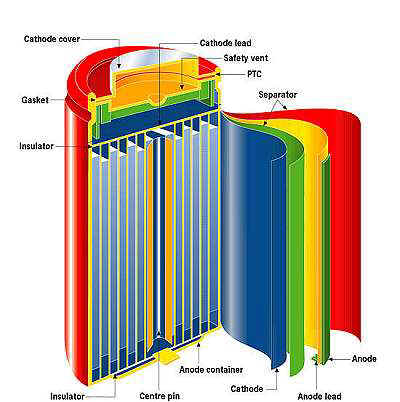 Cathode cover
Cathode lead
Safety vent
PTC
Gasket
Separator
Insulator
Anode container
Anode
Insulator
Centre pin
Cathode
Anode lead